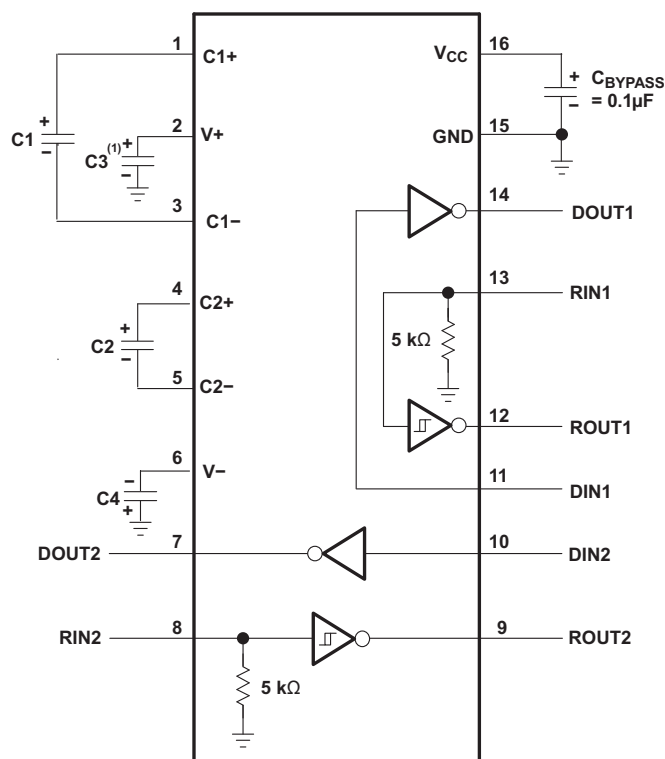 1
C1+
VCC
16
+
CBYPASS
= 0.1μF
−
C1
+
−
2
V+
C3(1)
+
−
GND
15
3
C1−
14
DOUT1
4
C2+
13
RIN1
C2
+
−
5 kΩ
5
C2−
12
ROUT1
6
V−
C4
−
+
11
DIN1
DOUT2
7
10
DIN2
RIN2
8
9
ROUT2
5 kΩ